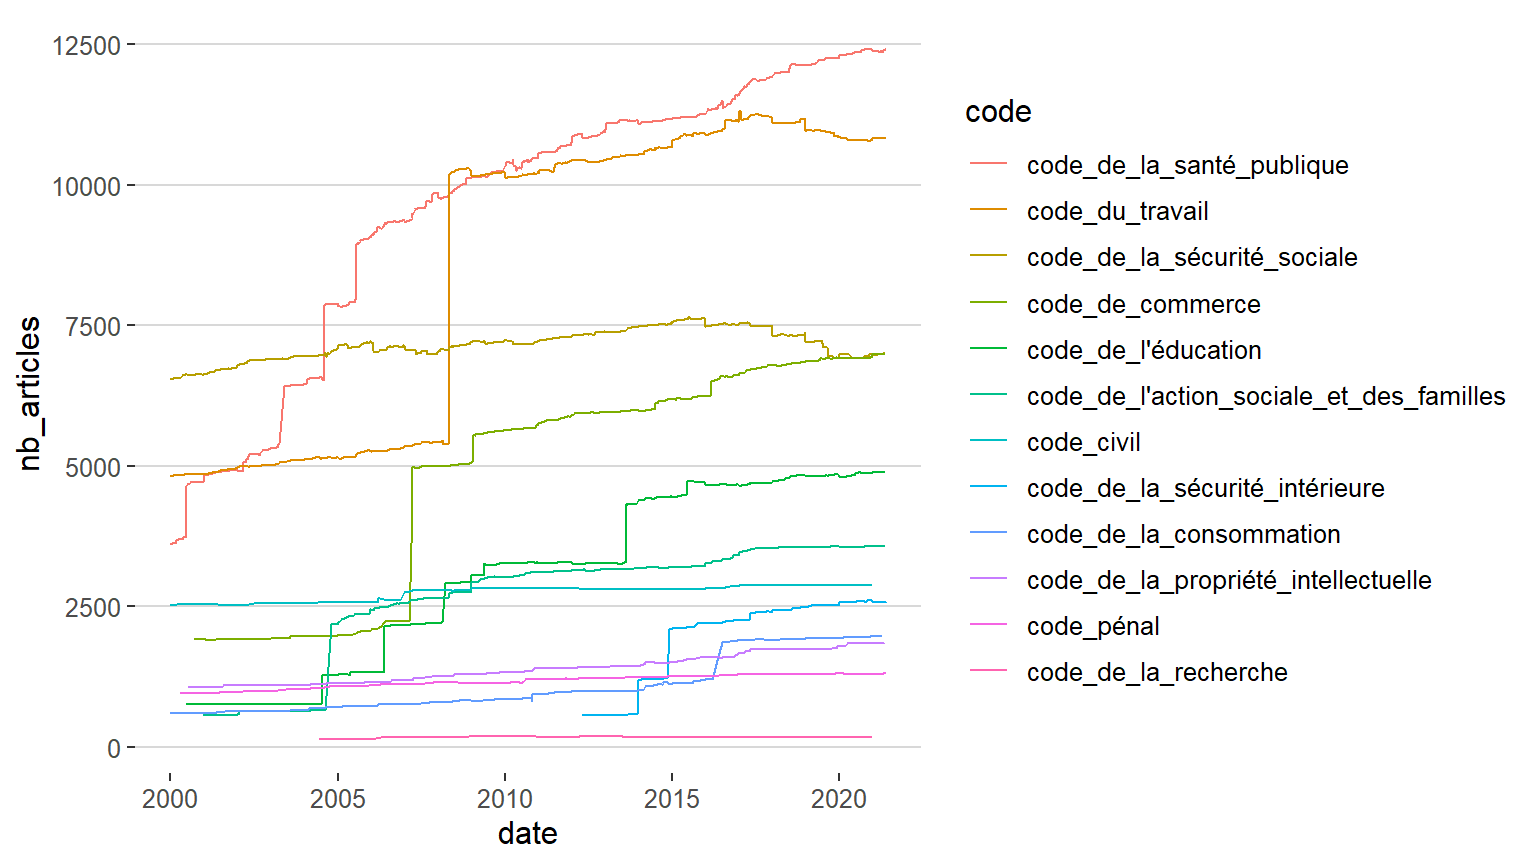 12500
10000
7500
5000
2500
0
nb_articles
2000 2005 2010 2015 2020
date
code
code_de_la_santé_publique
code_du_travail
code_de_la_sécurité_sociale
code_de_commerce
code_de_l'éducation
code_de_l'action_sociale_et_des_familles
code_civil
code_de_la_sécurité_intérieure
code_de_la_consommation
code_de_la_propriété_intellectuelle
code_pénal
code_de_la_recherche